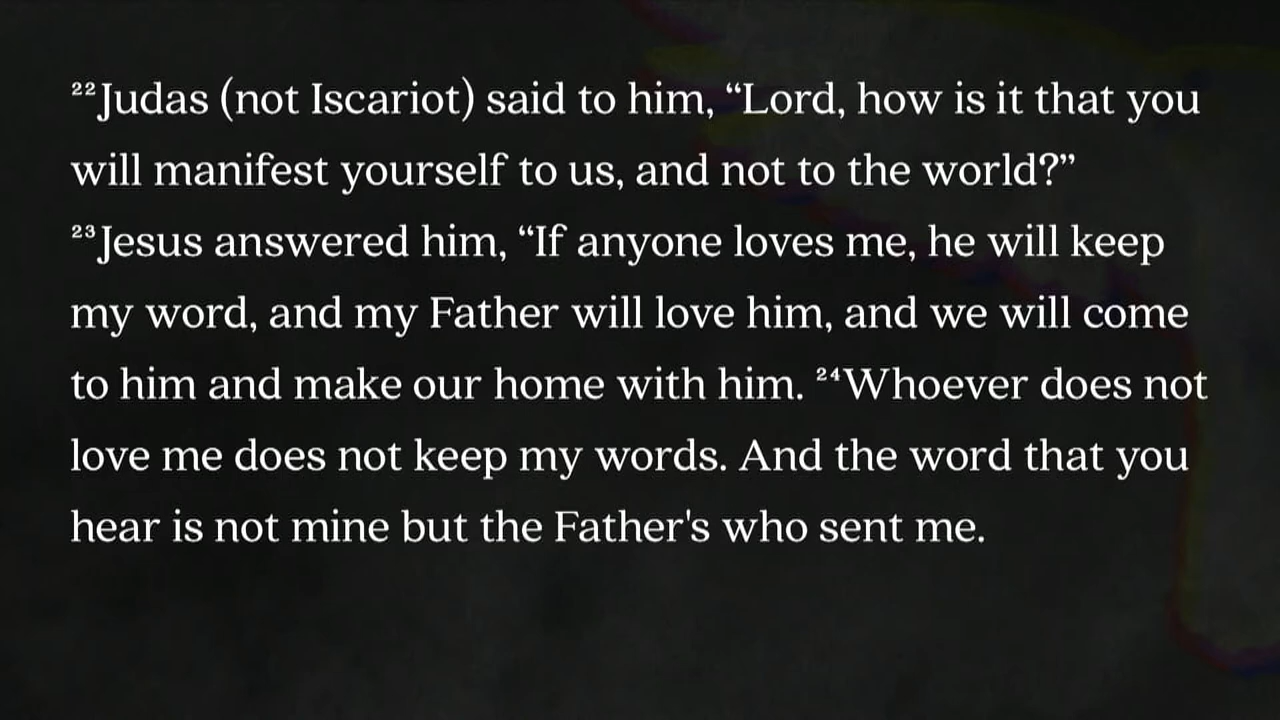 ²²Judas (not Iscariot) said to him, “Lord, how is it that you
will manifest yourself to us, and not to the world?”
²³Jesus answered him, “If anyone loves me, he will keep
my word, and my Father will love him, and we will come
to him and make our home with him. ²⁴Whoever does not
love me does not keep my words. And the word that you
hear is not mine but the Father's who sent me.